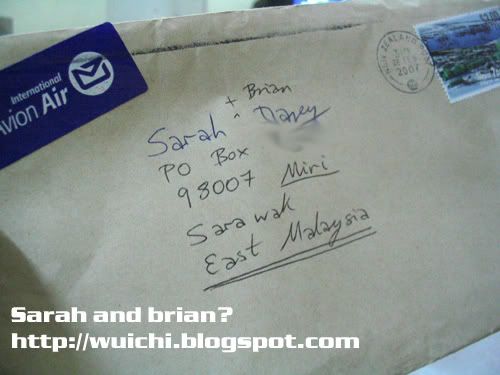 International
Avion Air
NEW ZEALAND
2007
+ Brian
Sarah ^ Davey
PO Box
98007 Miri
Sarawak
East Malaysia
Sarah and brian?
http://wuichi.blogspot.com